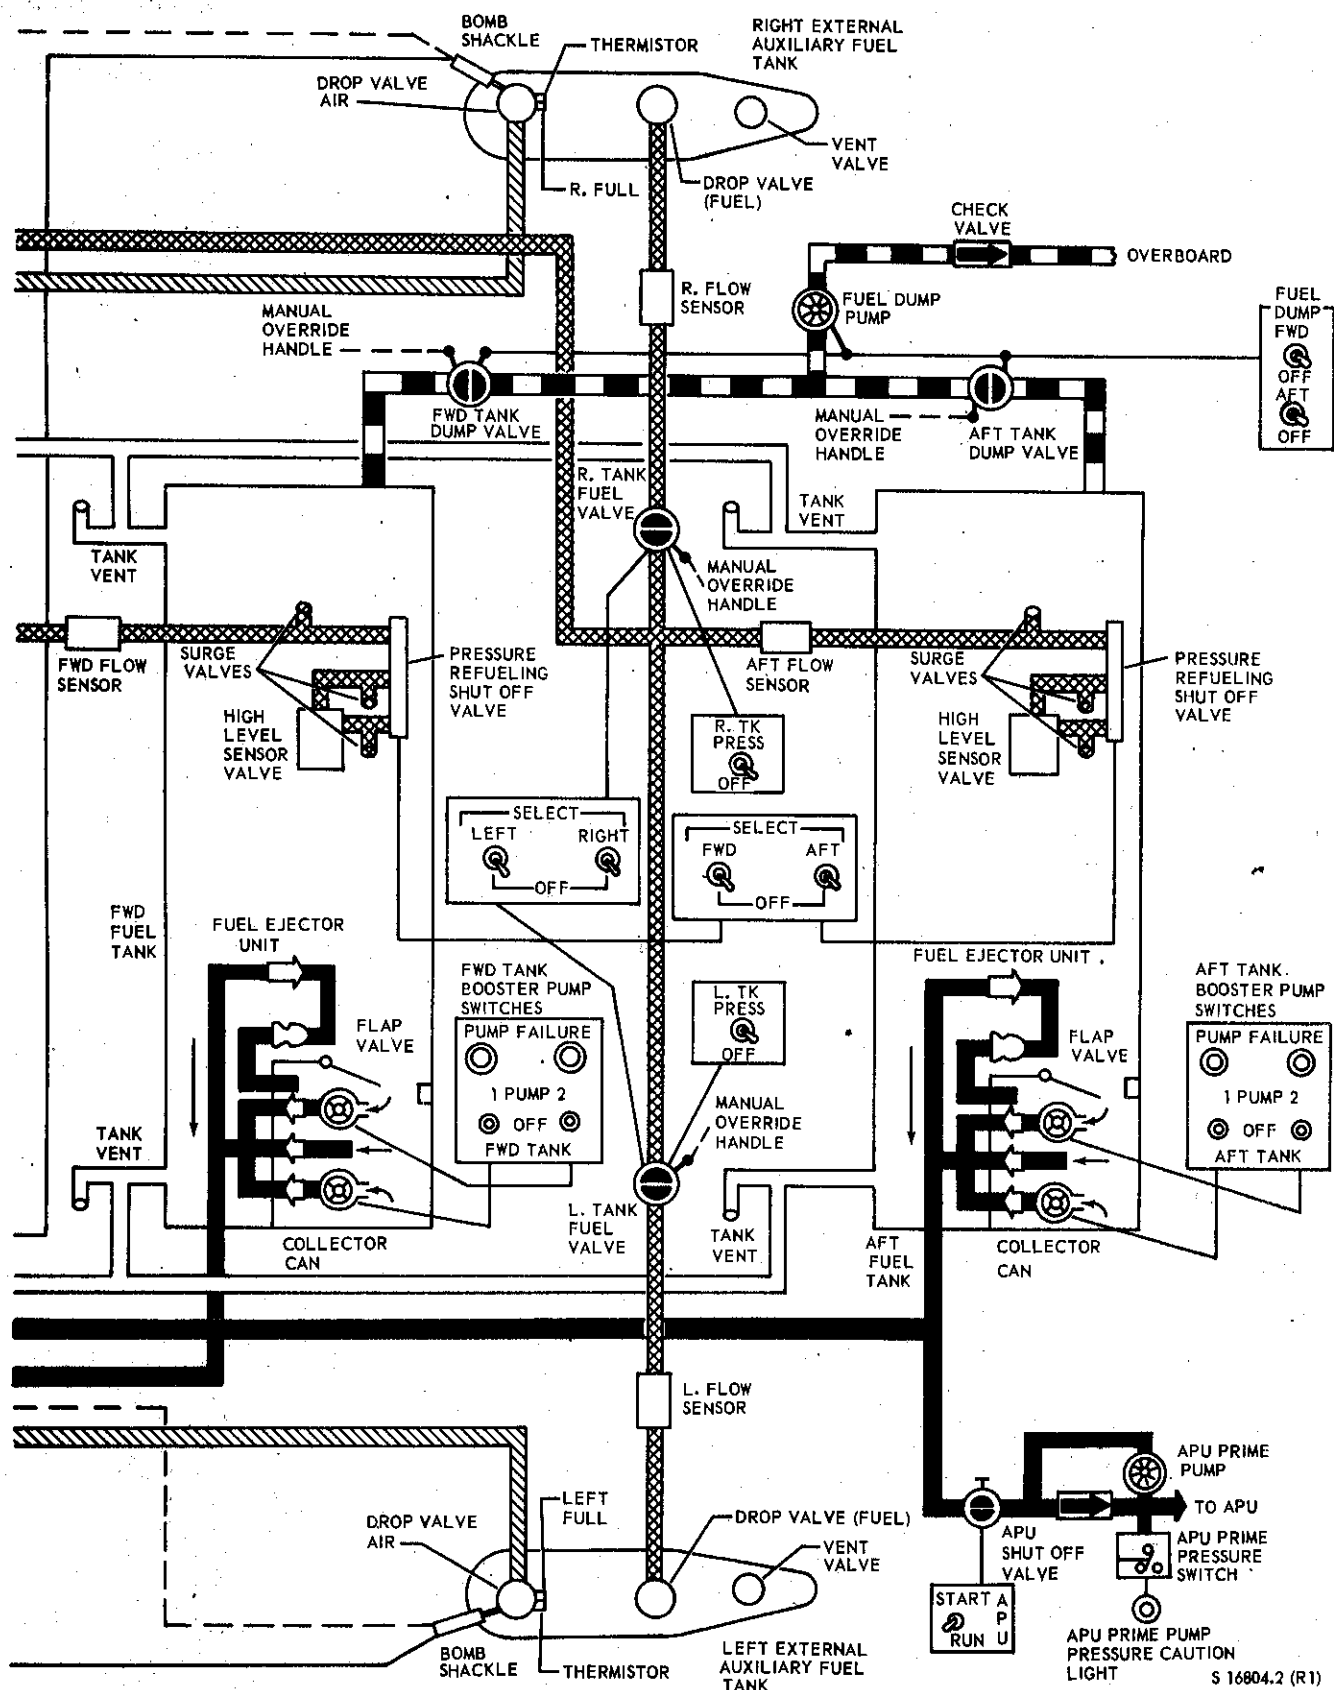 BOMB
SHACKLE
THERMISTOR
RIGHT EXTERNAL
AUXILIARY FUEL
TANK
DROP VALVE
AIR
VENT
VALVE
R. FULL
DROP VALVE
(FUEL)
CHECK
VALVE
OVERBOARD
R. FLOW
SENSOR
FUEL DUMP
PUMP
FUEL
DUMP
FWD
OFF
AFT
OFF
MANUAL
OVERRIDE
HANDLE
FWD TANK
DUMP VALVE
MANUAL
OVERRIDE
HANDLE
AFT TANK
DUMP VALVE
R. TANK
FUEL
VALVE
TANK
VENT
TANK
VENT
MANUAL
OVERRIDE
HANDLE
FWD FLOW
SENSOR
SURGE
VALVES
PRESSURE
REFUELING
SHUT OFF
VALVE
AFT FLOW
SENSOR
SURGE
VALVES
PRESSURE
REFUELING
SHUT OFF
VALVE
HIGH
LEVEL
SENSOR
VALVE
R. TK
PRESS
OFF
HIGH
LEVEL
SENSOR
VALVE
SELECT
LEFT RIGHT
OFF
SELECT
FWD AFT
OFF
FWD
FUEL
TANK
FUEL EJECTOR
UNIT
FWD TANK
BOOSTER PUMP
SWITCHES
PUMP FAILURE
1 PUMP 2
OFF
FWD TANK
FLAP
VALVE
L. TK
PRESS
OFF
FUEL EJECTOR UNIT
FLAP
VALVE
AFT TANK
BOOSTER PUMP
SWITCHES
PUMP FAILURE
1 PUMP 2
OFF
AFT TANK
MANUAL
OVERRIDE
HANDLE
TANK
VENT
COLLECTOR
CAN
L. TANK
FUEL
VALVE
TANK
VENT
AFT
FUEL
TANK
COLLECTOR
CAN
L. FLOW
SENSOR
APU PRIME
PUMP
TO APU
LEFT
FULL
DROP VALVE
AIR
DROP VALVE (FUEL)
VENT
VALVE
APU
SHUT OFF
VALVE
APU PRIME
PRESSURE
SWITCH
START
RUN
APU
BOMB
SHACKLE
THERMISTOR
LEFT EXTERNAL
AUXILIARY FUEL
TANK
APU PRIME PUMP
PRESSURE CAUTION
LIGHT
S 16804.2 (R1)